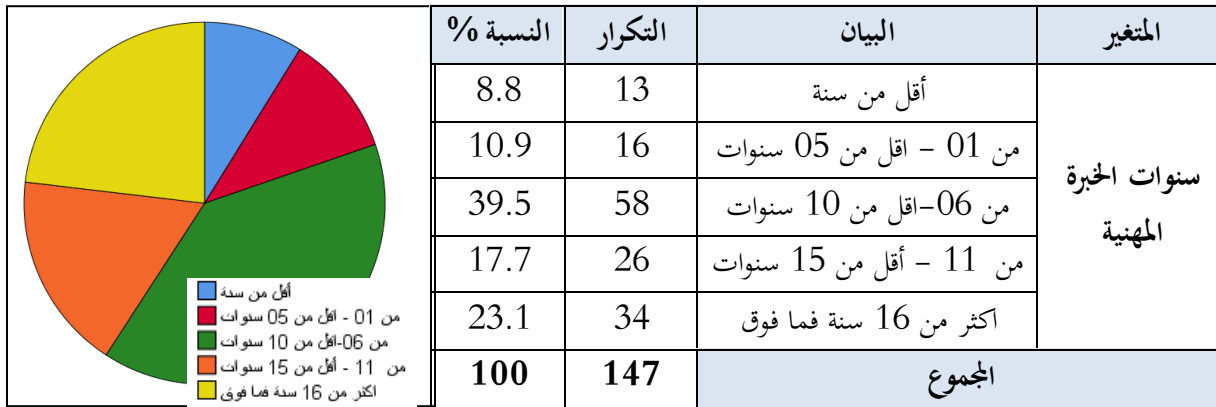 المتغير البيان التكرار النسبة %
سنوات الخبرة المهنية
أقل من سنة 13 8.8
من 01 – اقل من 05 سنوات 16 10.9
من 06–اقل من 10 سنوات 58 39.5
من 11 – أقل من 15 سنوات 26 17.7
اكثر من 16 سنة فما فوق 34 23.1
المجموع 147 100
أقل من سنة
من 01 - اقل من 05 سنوات
من 06-اقل من 10 سنوات
من 11 - أقل من 15 سنوات
اكثر من 16 سنة فما فوق